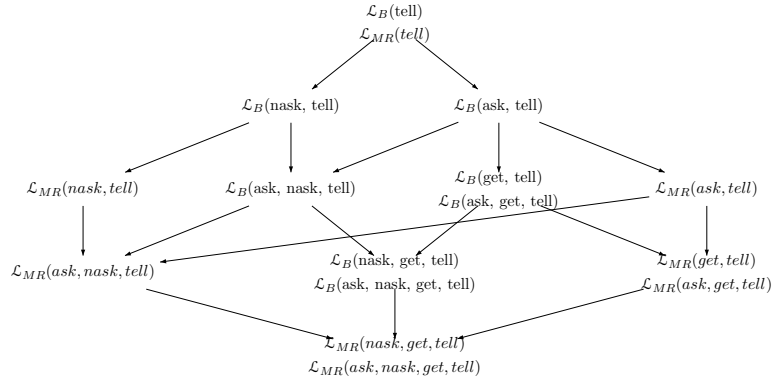 ℒ_B(tell)
ℒ_MR(tell)
ℒ_B(nask, tell)
ℒ_B(ask, tell)
ℒ_MR(nask, tell)
ℒ_B(ask, nask, tell)
ℒ_B(get, tell)
ℒ_B(ask, get, tell)
ℒ_MR(ask, tell)
ℒ_MR(ask, nask, tell)
ℒ_B(nask, get, tell)
ℒ_B(ask, nask, get, tell)
ℒ_MR(get, tell)
ℒ_MR(ask, get, tell)
ℒ_MR(nask, get, tell)
ℒ_MR(ask, nask, get, tell)